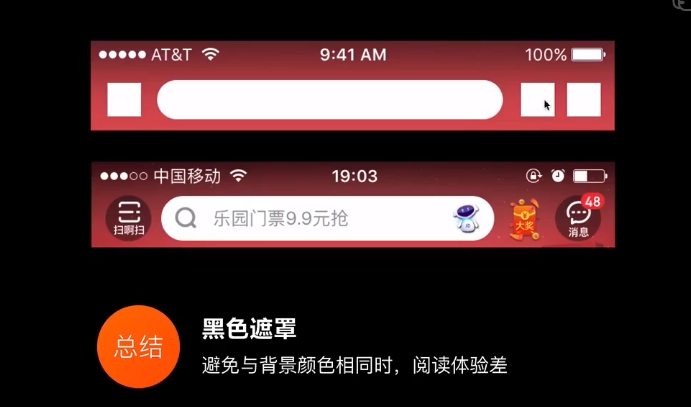 AT&T 9:41 AM 100%
中国移动 19:03
扫啊扫 乐园门票9.9元抢 大奖 48 消息
总结 黑色遮罩
避免与背景颜色相同时，阅读体验差